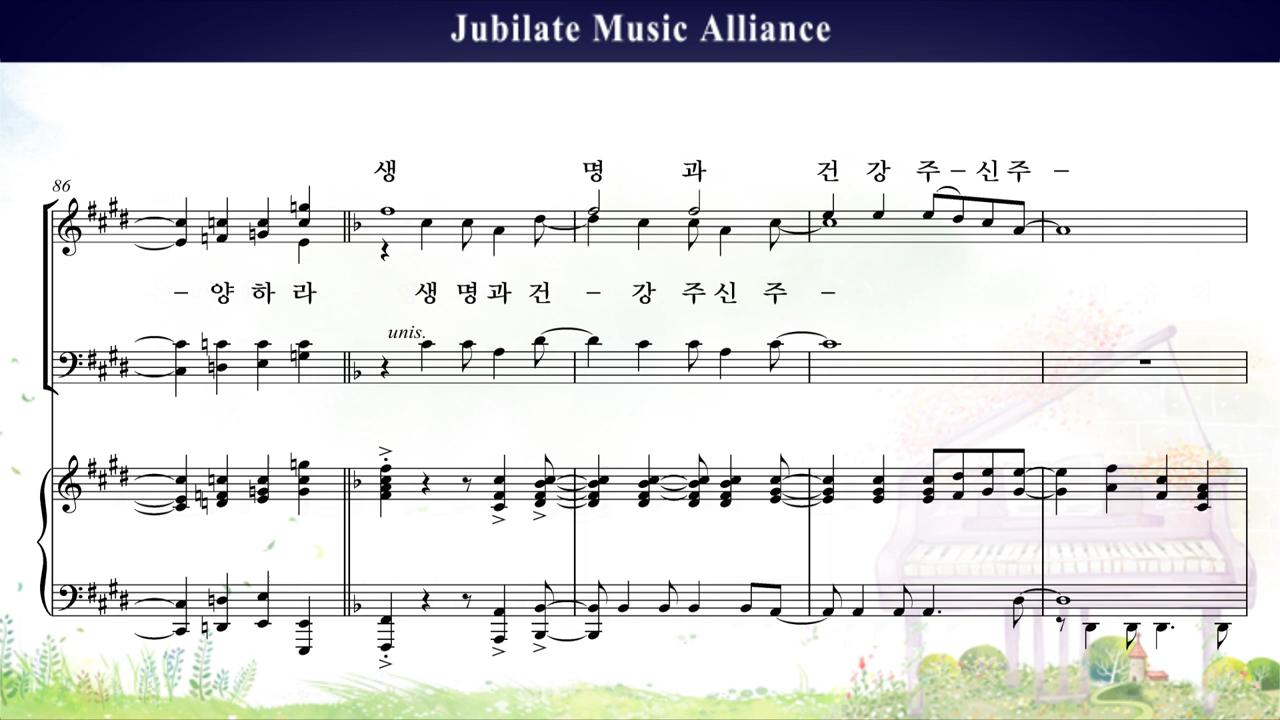 Jubilate Music Alliance
생 명 과 건 강 주 – 신 주 –
86
– 양 하 라 생 명 과 건 – 강 주 신 주 –
unis.